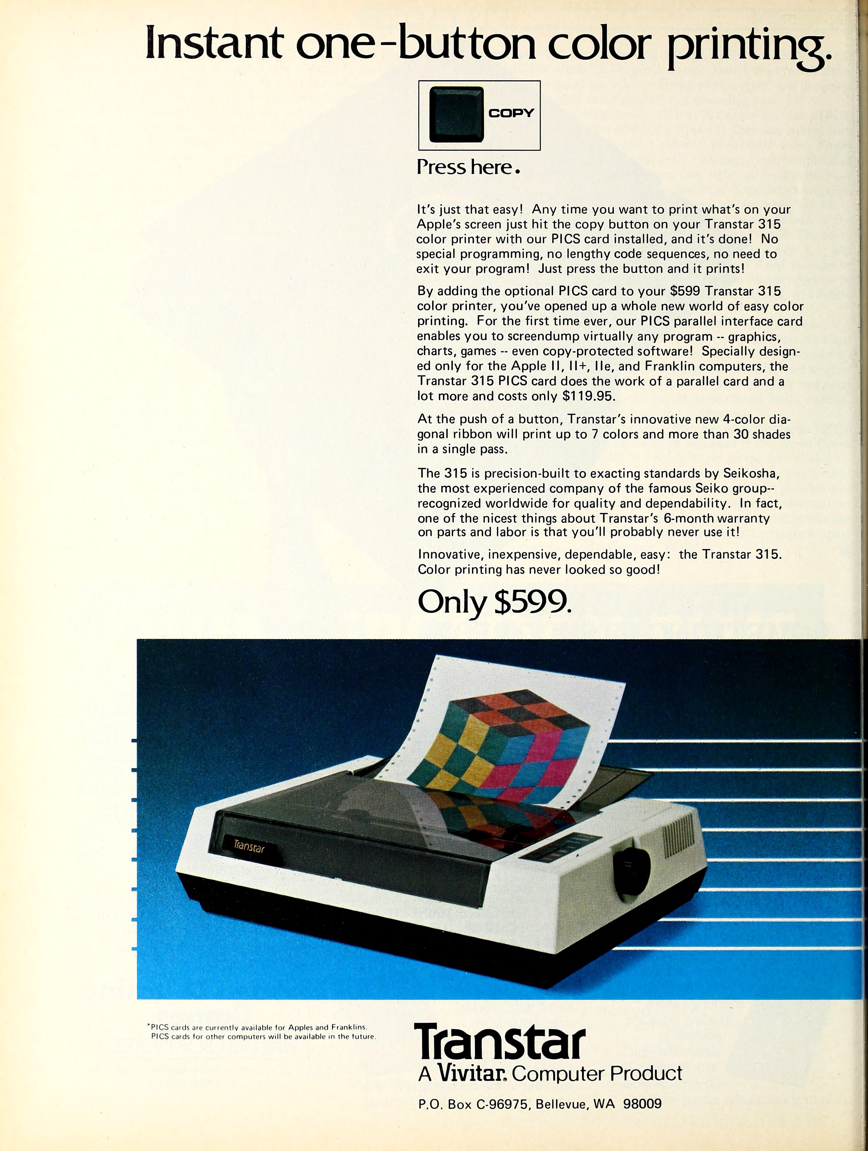 Instant one-button color printing.
COPY
Press here.
It's just that easy! Any time you want to print what's on your
Apple's screen just hit the copy button on your Transtar 315
color printer with our PICS card installed, and it's done! No
special programming, no lengthy code sequences, no need to
exit your program! Just press the button and it prints!
By adding the optional PICS card to your $599 Transtar 315
color printer, you've opened up a whole new world of easy color
printing. For the first time ever, our PICS parallel interface card
enables you to screendump virtually any program -- graphics,
charts, games -- even copy-protected software! Specially design-
ed only for the Apple II, II+, IIe, and Franklin computers, the
Transtar 315 PICS card does the work of a parallel card and a
lot more and costs only $119.95.
At the push of a button, Transtar's innovative new 4-color dia-
gonal ribbon will print up to 7 colors and more than 30 shades
in a single pass.
The 315 is precision-built to exacting standards by Seikosha,
the most experienced company of the famous Seiko group--
recognized worldwide for quality and dependability. In fact,
one of the nicest things about Transtar's 6-month warranty
on parts and labor is that you'll probably never use it!
Innovative, inexpensive, dependable, easy: the Transtar 315.
Color printing has never looked so good!
Only $599.
Transtar
*PICS cards are currently available for Apples and Franklins.
PICS cards for other computers will be available in the future.
Transtar
A Vivitar. Computer Product
P.O. Box C-96975, Bellevue, WA 98009